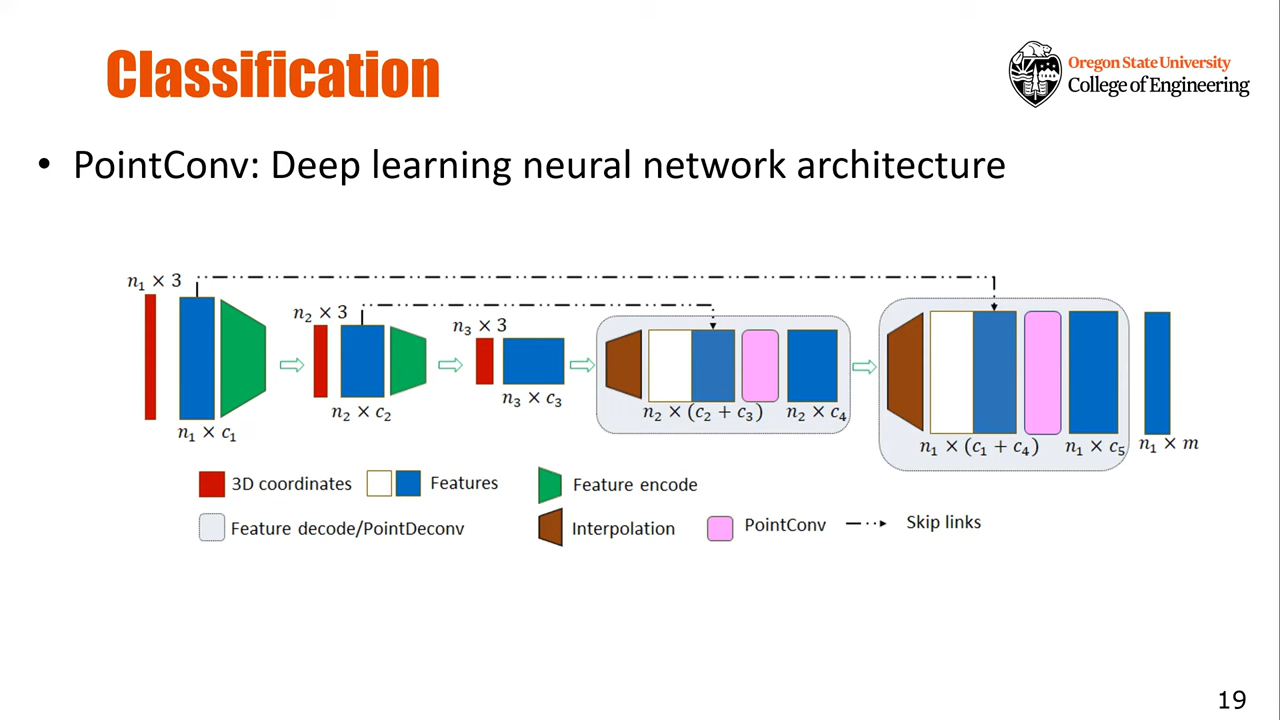 Classification
Oregon State University
College of Engineering
• PointConv: Deep learning neural network architecture
n₁ × 3
n₂ × 3
n₃ × 3
n₁ × c₁
n₂ × c₂
n₃ × c₃
n₂ × (c₂ + c₃)
n₂ × c₄
n₁ × (c₁ + c₄)
n₁ × c₅
n₁ × m
3D coordinates
Features
Feature encode
Feature decode/PointDeconv
Interpolation
PointConv
Skip links
19